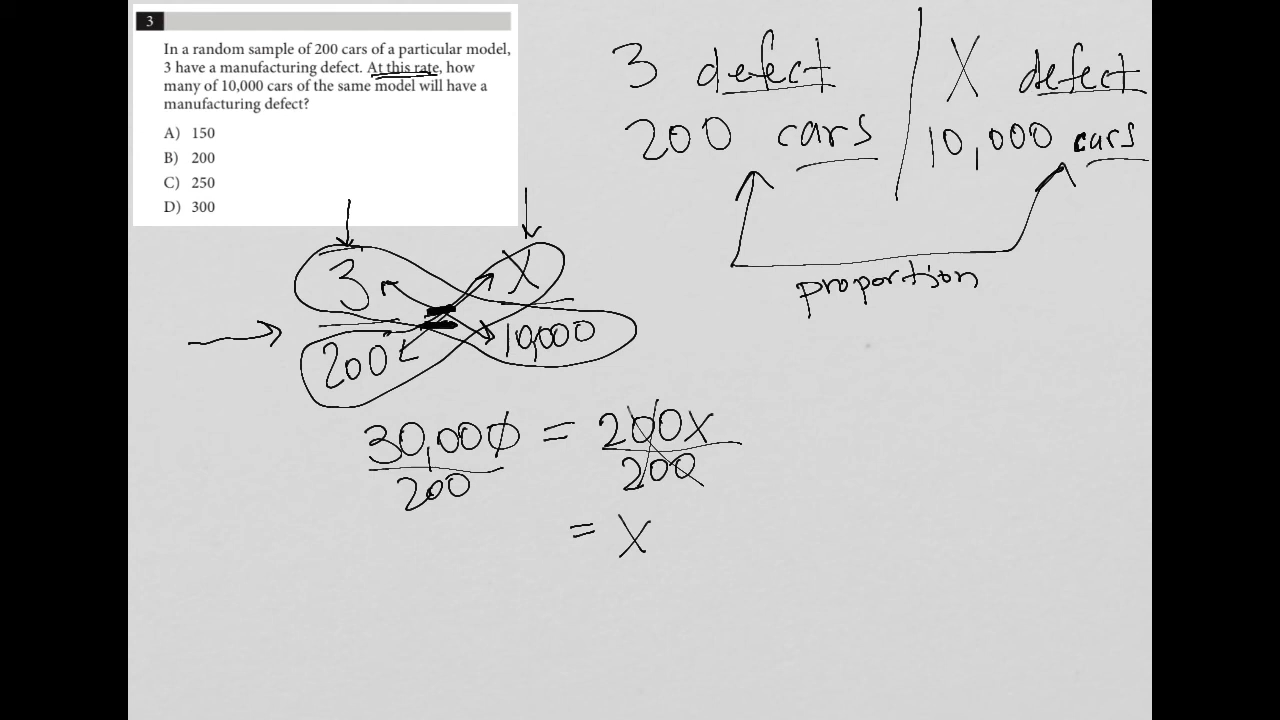 3
In a random sample of 200 cars of a particular model,
3 have a manufacturing defect. At this rate, how
many of 10,000 cars of the same model will have a
manufacturing defect?
A) 150
B) 200
C) 250
D) 300
3 defect | X defect
200 cars | 10,000 cars
proportion
3 = X
200 10,000
30,000 = 200x
200 200
= X